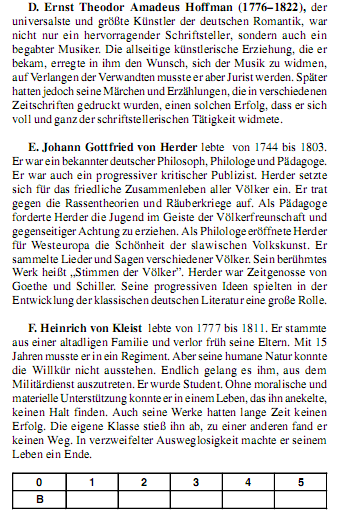 D. Ernst Theodor Amadeus Hoffman (1776–1822), der
universalste und größte Künstler der deutschen Romantik, war
nicht nur ein hervorragender Schriftsteller, sondern auch ein
begabter Musiker. Die allseitige künstlerische Erziehung, die er
bekam, erregte in ihm den Wunsch, sich der Musik zu widmen,
auf Verlangen der Verwandten musste er aber Jurist werden. Später
hatten jedoch seine Märchen und Erzählungen, die in verschiedenen
Zeitschriften gedruckt wurden, einen solchen Erfolg, dass er sich
voll und ganz der schriftstellerischen Tätigkeit widmete.
E. Johann Gottfried von Herder lebte von 1744 bis 1803.
Er war ein bekannter deutscher Philosoph, Philologe und Pädagoge.
Er war auch ein progressiver kritischer Publizist. Herder setzte
sich für das friedliche Zusammenleben aller Völker ein. Er trat
gegen die Rassentheorien und Räuberkriege auf. Als Pädagoge
forderte Herder die Jugend im Geiste der Völkerfreunschaft und
gegenseitiger Achtung zu erziehen. Als Philologe eröffnete Herder
für Westeuropa die Schönheit der slawischen Volkskunst. Er
sammelte Lieder und Sagen verschiedener Völker. Sein berühmtes
Werk heißt „Stimmen der Völker”. Herder war Zeitgenosse von
Goethe und Schiller. Seine progressiven Ideen spielten in der
Entwicklung der klassischen deutschen Literatur eine große Rolle.
F. Heinrich von Kleist lebte von 1777 bis 1811. Er stammte
aus einer altadligen Familie und verlor früh seine Eltern. Mit 15
Jahren musste er in ein Regiment. Aber seine humane Natur konnte
die Willkür nicht ausstehen. Endlich gelang es ihm, aus dem
Militärdienst auszutreten. Er wurde Student. Ohne moralische und
materielle Unterstützung konnte er in einem Leben, das ihn anekelte,
keinen Halt finden. Auch seine Werke hatten lange Zeit keinen
Erfolg. Die eigene Klasse stieß ihn ab, zu einer anderen fand er
keinen Weg. In verzweifelter Ausweglosigkeit machte er seinem
Leben ein Ende.
0 1 2 3 4 5
B